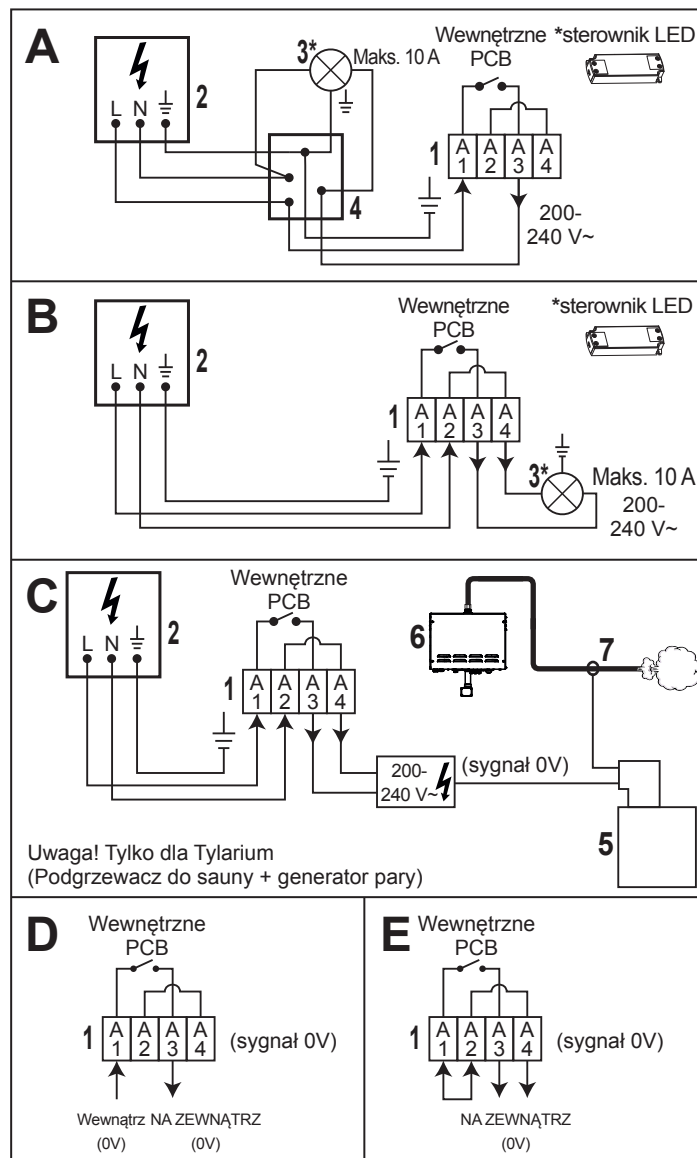 A
L N
2
3*
Maks. 10 A
Wewnętrzne
PCB
*sterownik LED
1
A A A A
1 2 3 4
4
200-
240 V~
B
L N
2
Wewnętrzne
PCB
*sterownik LED
1
A A A A
1 2 3 4
3*
Maks. 10 A
200-
240 V~
C
L N
2
Wewnętrzne
PCB
1
A A A A
1 2 3 4
6
7
200-
240 V~
(sygnał 0V)
5
Uwaga! Tylko dla Tylarium
(Podgrzewacz do sauny + generator pary)
D
Wewnętrzne
PCB
1
A A A A
1 2 3 4
(sygnał 0V)
Wewnątrz NA ZEWNĄTRZ
(0V) (0V)
E
Wewnętrzne
PCB
1
A A A A
1 2 3 4
(sygnał 0V)
NA ZEWNĄTRZ
(0V)